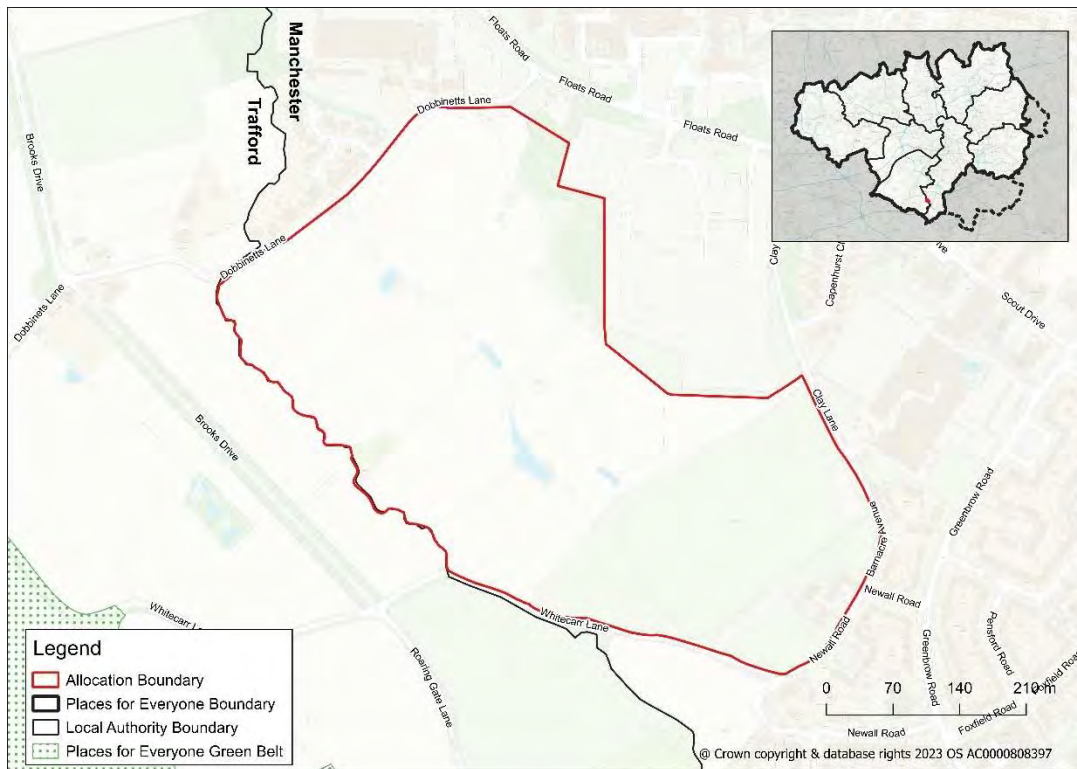 Manchester
Trafford
Floats Road
Floats Road
Floats Road
Dobbinetts Lane
Brooks Drive
Dobbinetts Lane
Dobbinets Lane
Clay
Capenhurst Cl
Drive
Scout Drive
Clay Lane
Brooks Drive
Greenbrow Road
Barnacre Avenue
Newall Road
Whitecarr Lane
Whitecarr L
Newall Road
Roaring Gate Lane
Greenbrow Road
Pensford Road
Foxfield Road
Foxfield Road
Newall Road
Legend
Allocation Boundary
Places for Everyone Boundary
Local Authority Boundary
Places for Everyone Green Belt
0 70 140 210 m
@ Crown copyright & database rights 2023 OS AC0000808397